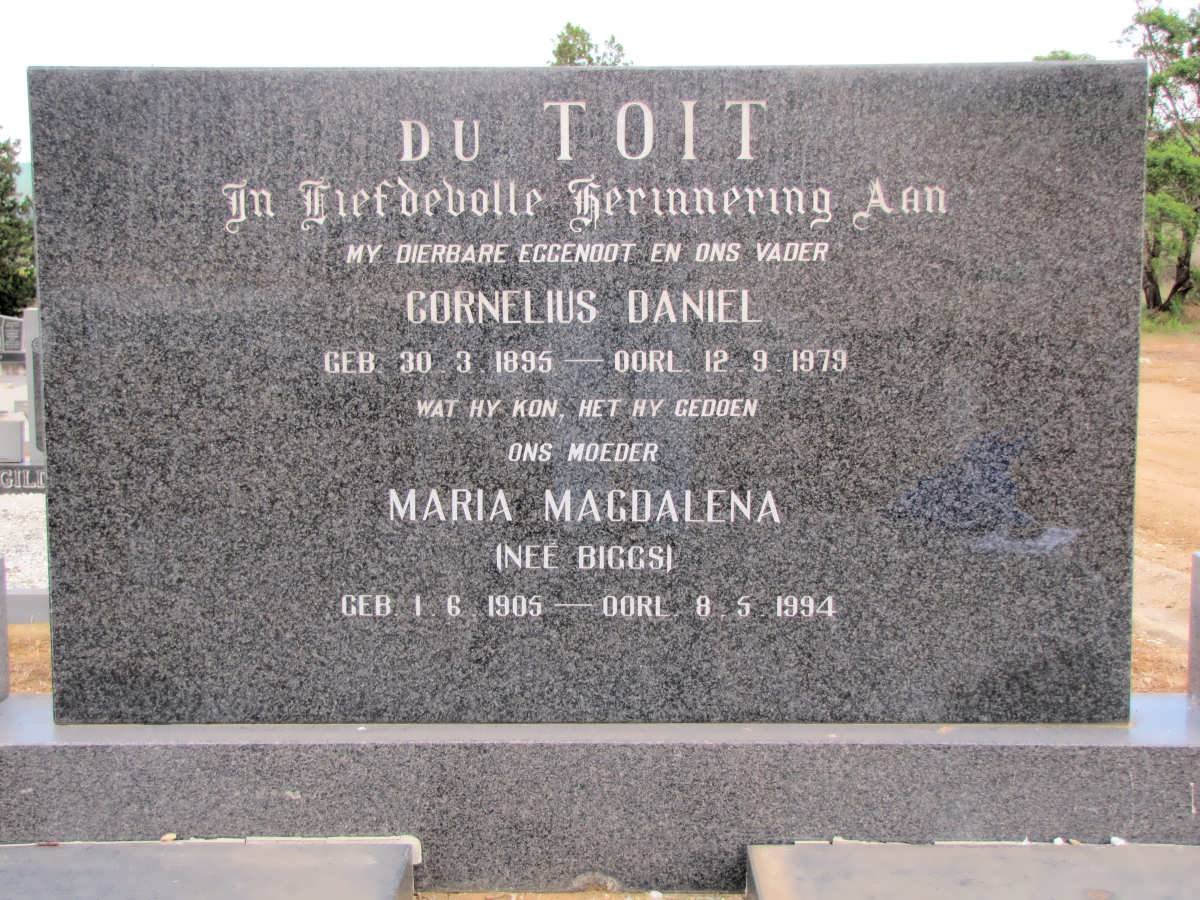 DU TOIT
In Liefdevolle Herinnering Aan
MY DIERBARE EGGENOOT EN ONS VADER
CORNELIUS DANIEL
GEB. 30.3.1895 — OORL. 12.9.1979
WAT HY KON, HET HY GEDOEN
ONS MOEDER
MARIA MAGDALENA
(NEÉ BIGGS)
GEB. 1.6.1905 — OORL. 8.5.1994